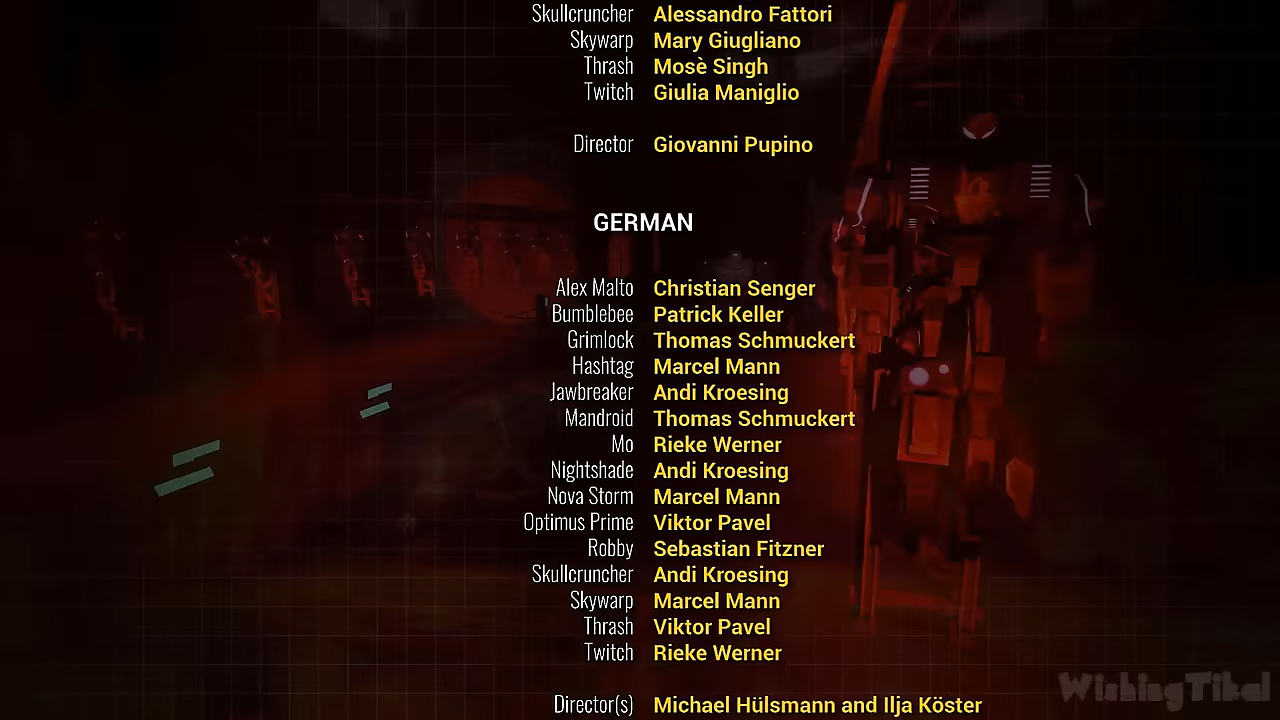 Skullcruncher Alessandro Fattori
Skywarp Mary Giugliano
Thrash Mosè Singh
Twitch Giulia Maniglio
Director Giovanni Pupino
GERMAN
Alex Malto Christian Senger
Bumblebee Patrick Keller
Grimlock Thomas Schmuckert
Hashtag Marcel Mann
Jawbreaker Andi Kroesing
Mandroid Thomas Schmuckert
Mo Rieke Werner
Nightshade Andi Kroesing
Nova Storm Marcel Mann
Optimus Prime Viktor Pavel
Robby Sebastian Fitzner
Skullcruncher Andi Kroesing
Skywarp Marcel Mann
Thrash Viktor Pavel
Twitch Rieke Werner
Director(s) Michael Hülsmann and Ilja Köster
WishingTikal